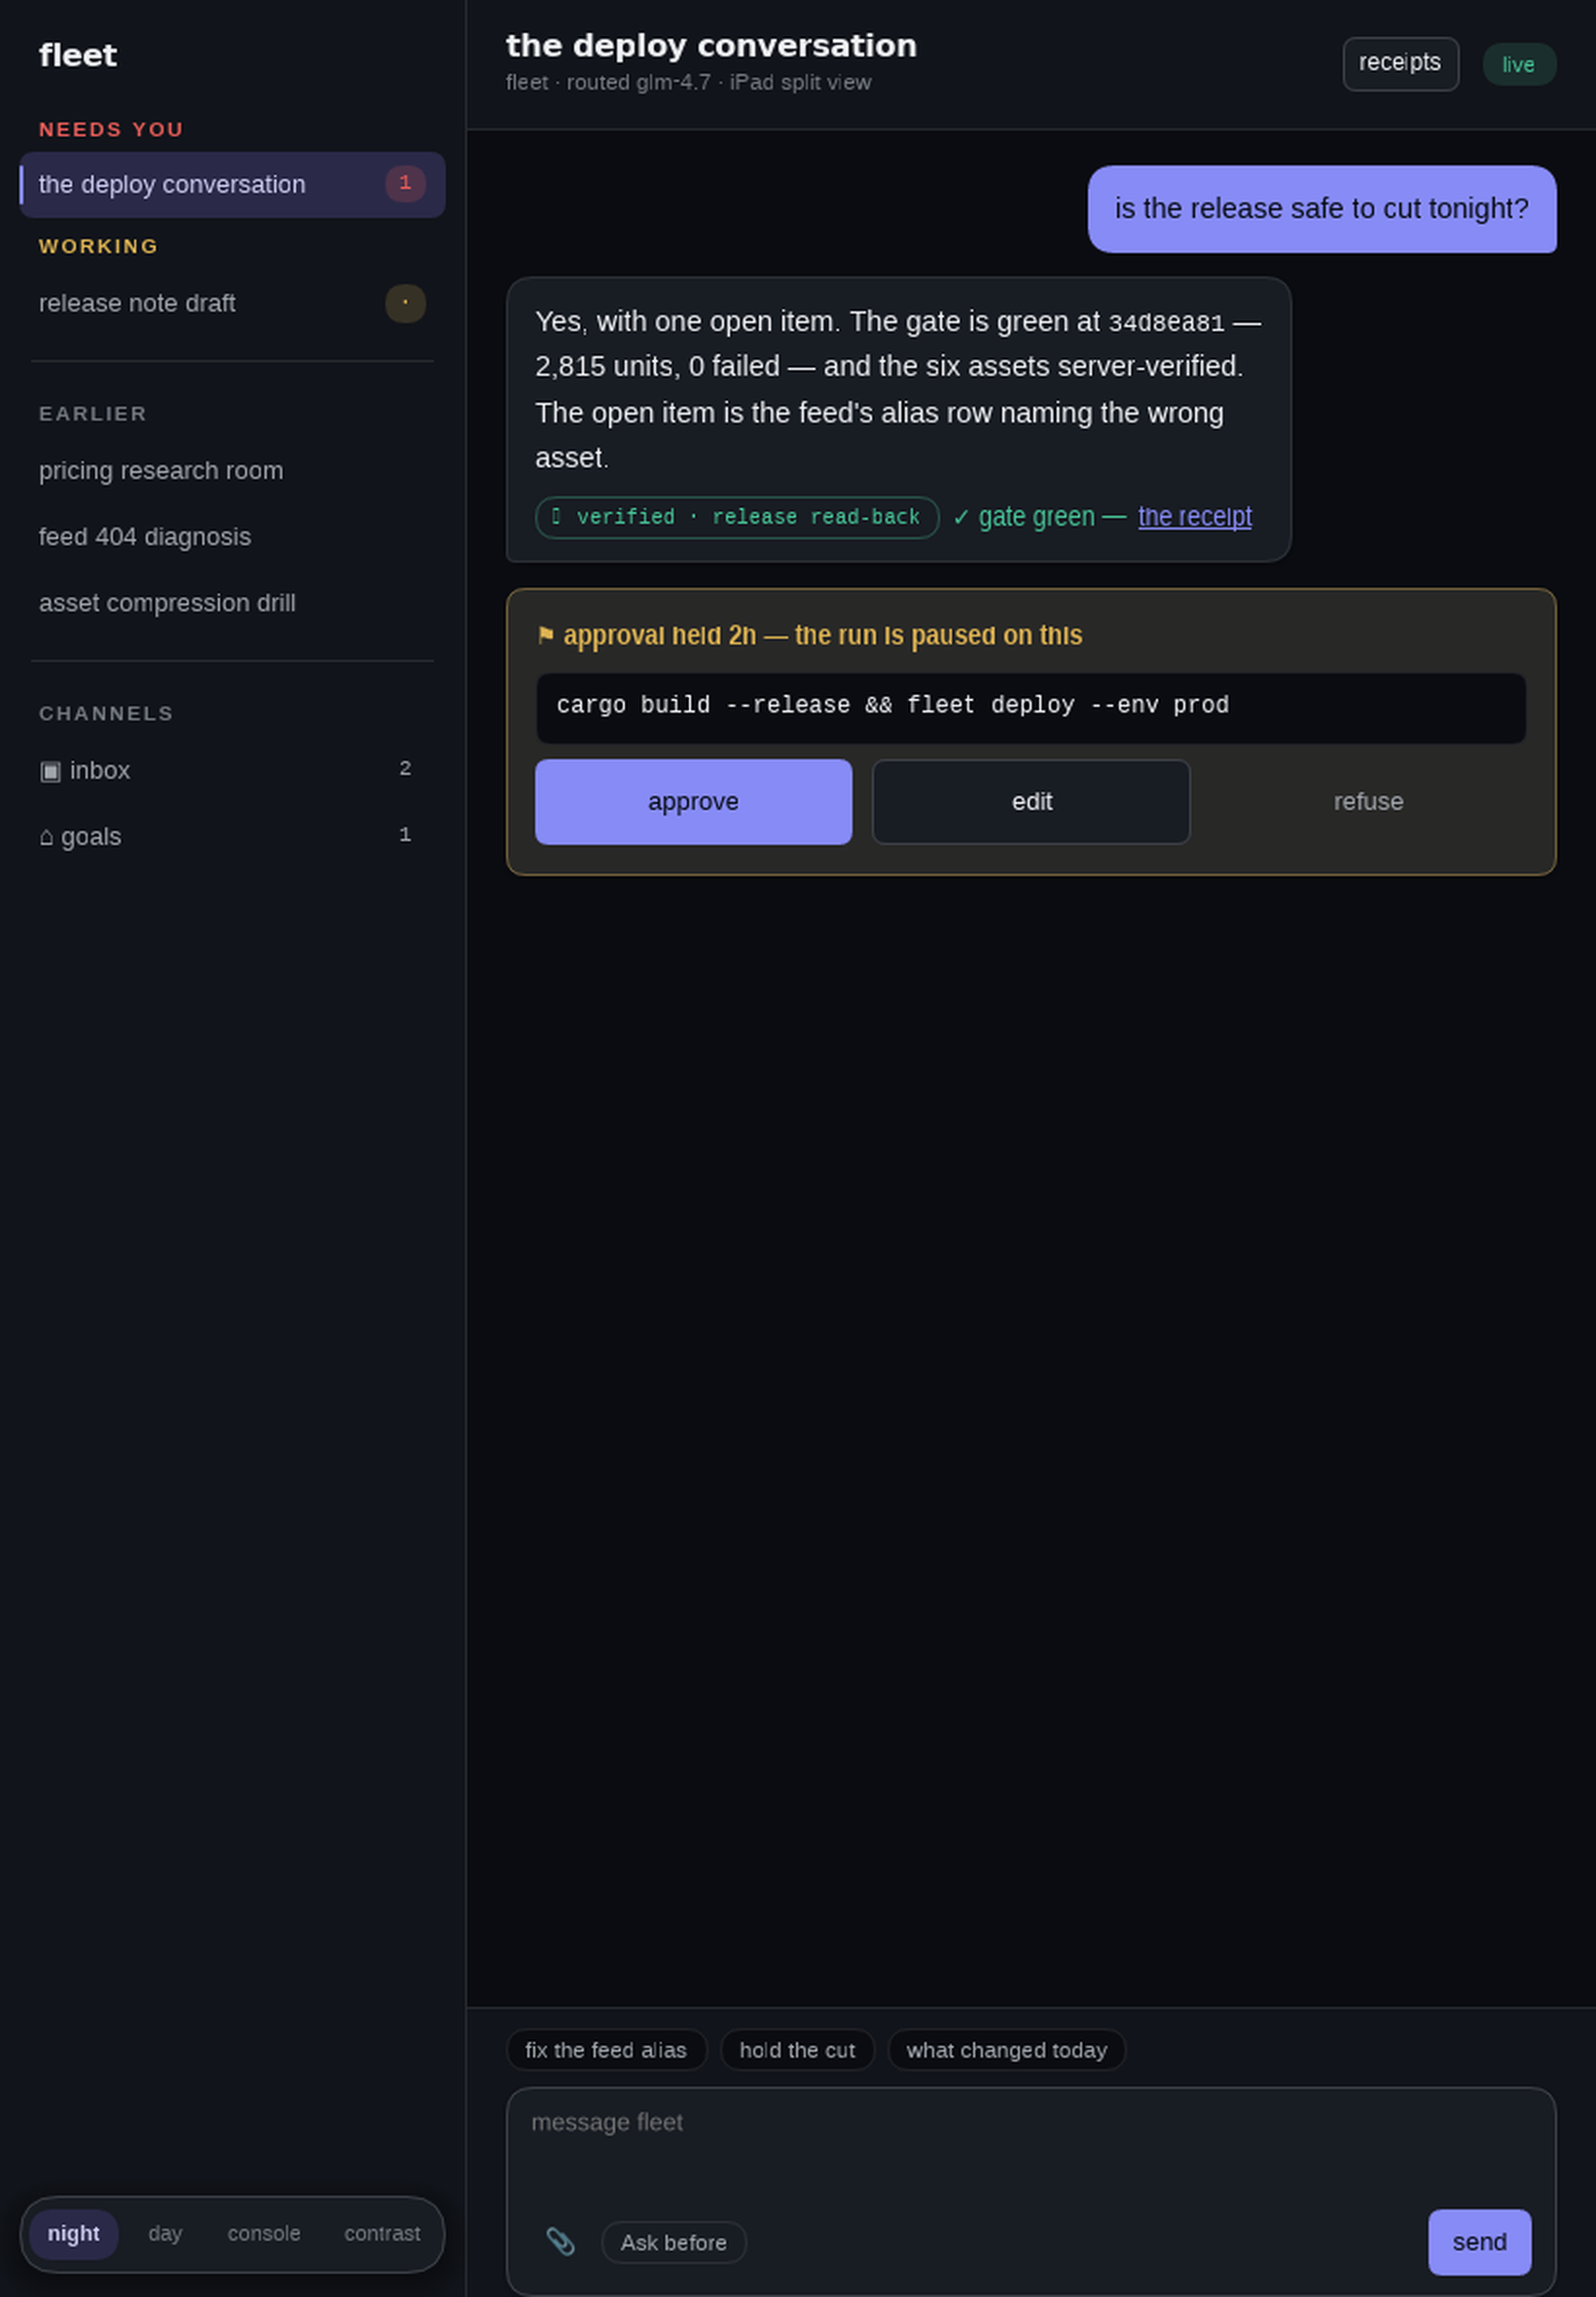 fleet
NEEDS YOU
the deploy conversation 1
WORKING
release note draft ·
EARLIER
pricing research room
feed 404 diagnosis
asset compression drill
CHANNELS
▣ inbox 2
⌂ goals 1
night day console contrast
the deploy conversation
fleet · routed glm-4.7 · iPad split view
receipts live
is the release safe to cut tonight?
Yes, with one open item. The gate is green at 34d8ea81 —
2,815 units, 0 failed — and the six assets server-verified.
The open item is the feed's alias row naming the wrong
asset.
verified · release read-back ✓ gate green — the receipt
⚑ approval held 2h — the run is paused on this
cargo build --release && fleet deploy --env prod
approve edit refuse
fix the feed alias hold the cut what changed today
message fleet
📎 Ask before send